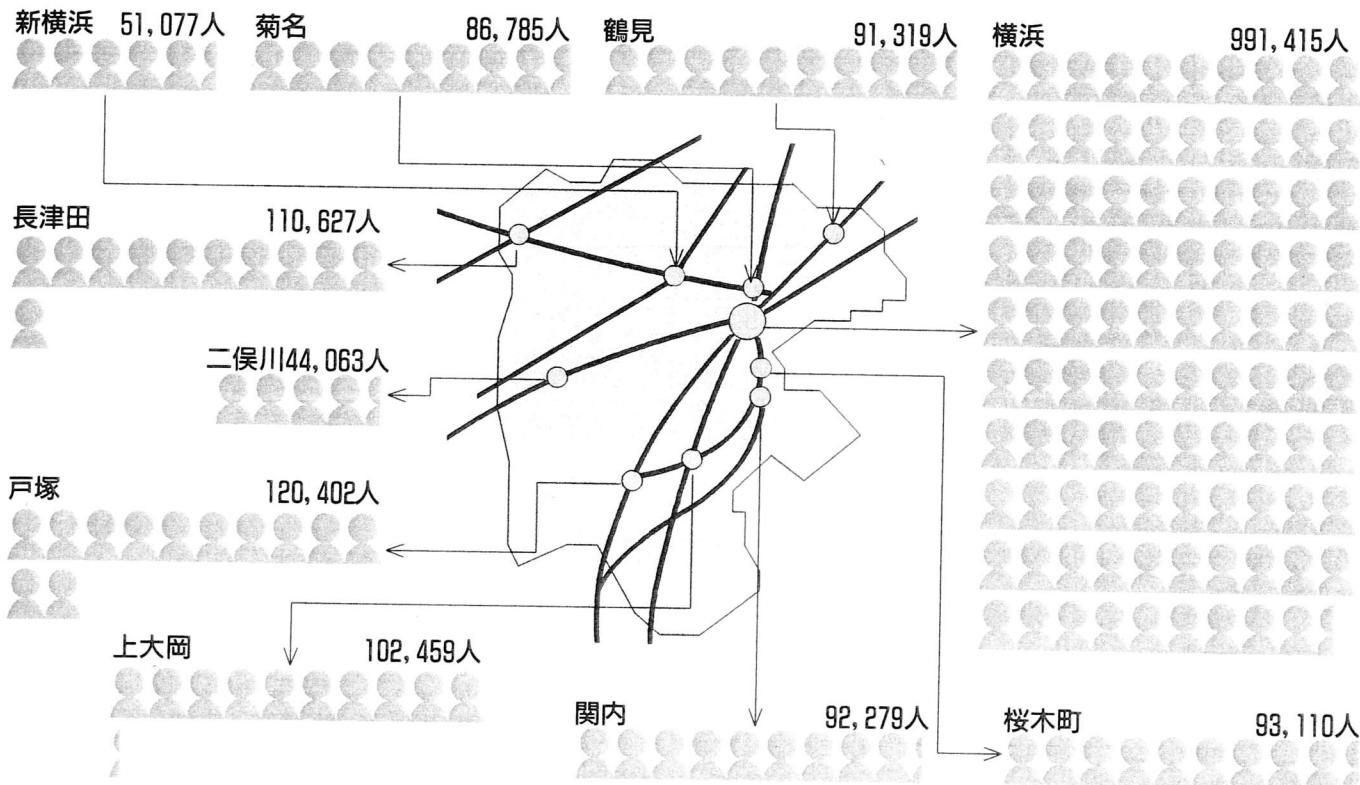 新横浜 51,077人
菊名 86,785人
鶴見 91,319人
横浜 991,415人
長津田 110,627人
二俣川44,063人
戸塚 120,402人
上大岡 102,459人
関内 92,279人
桜木町 93,110人